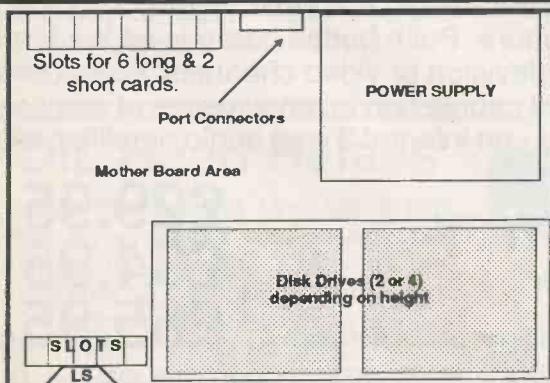 Slots for 6 long & 2
short cards.
POWER SUPPLY
Port Connectors
Mother Board Area
Disk Drives (2 or 4)
depending on height
SLOTS
LS